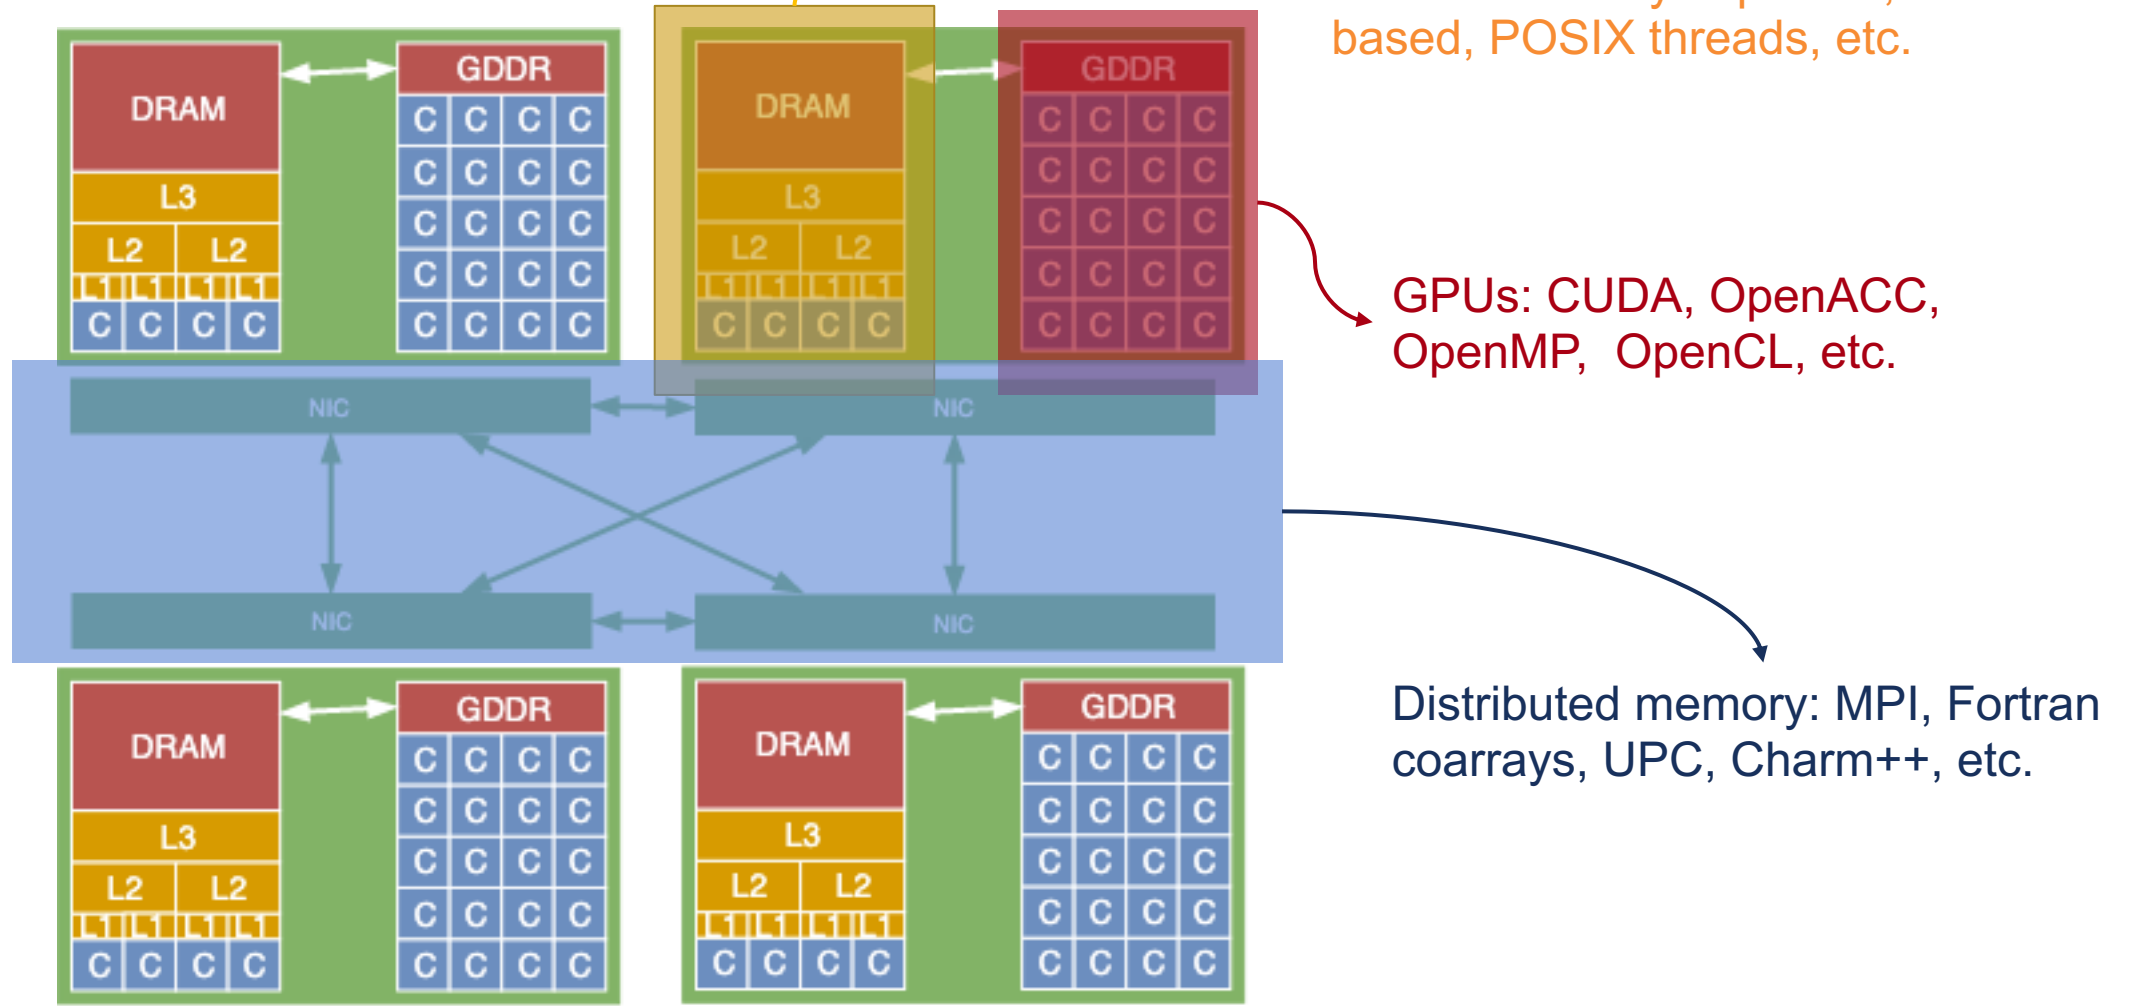 based, POSIX threads, etc.
DRAM GDDR DRAM GDDR
C C C C C C C C
C C C C C C C C
L3 L3
C C C C C C C C
L2 L2 L2 L2
L1 L1 L1 L1 C C C C L1 L1 L1 L1 C C C C
C C C C C C C C C C C C C C C C
GPUs: CUDA, OpenACC,
OpenMP, OpenCL, etc.
NIC NIC
NIC NIC
Distributed memory: MPI, Fortran
coarrays, UPC, Charm++, etc.
DRAM GDDR DRAM GDDR
C C C C C C C C
C C C C C C C C
L3 L3
C C C C C C C C
L2 L2 L2 L2
L1 L1 L1 L1 C C C C L1 L1 L1 L1 C C C C
C C C C C C C C C C C C C C C C